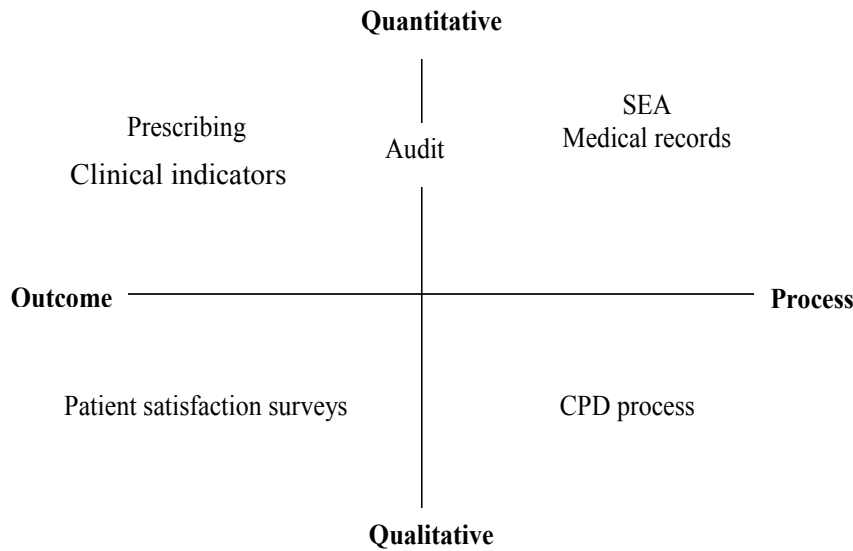 Quantitative
SEA
Prescribing
Medical records
Audit
Clinical indicators
Outcome
Process
Patient satisfaction surveys
CPD process
Qualitative